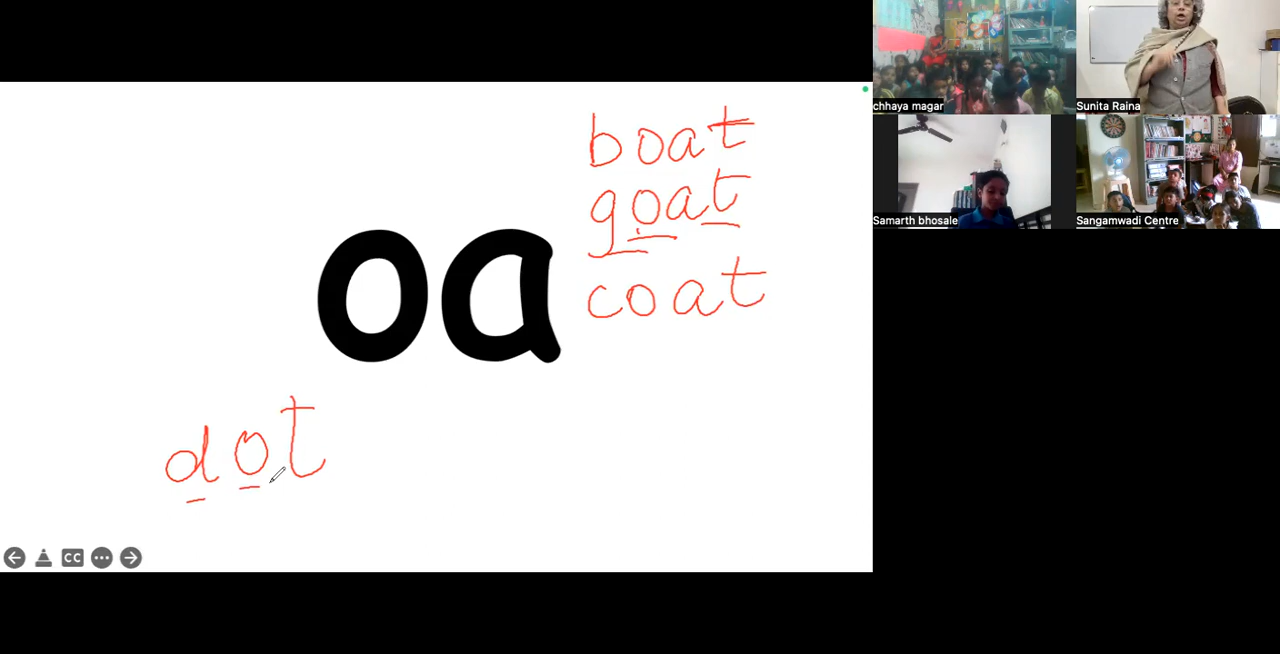 boat
goat
oa
coat
dot
CC
chhaya magar
Sunita Raina
Samarth bhosale
Sangamwadi Centre